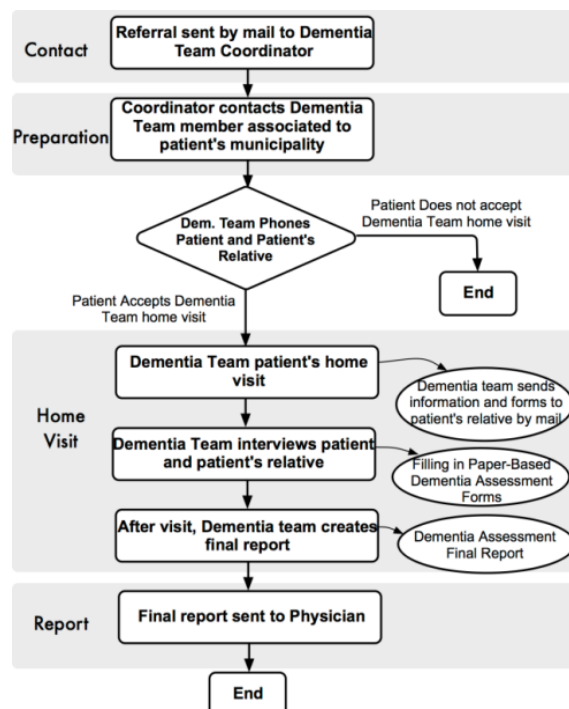 Contact
Referral sent by mail to Dementia
Team Coordinator
Preparation
Coordinator contacts Dementia
Team member associated to
patient's municipality
Dem. Team Phones
Patient and Patient's
Relative
Patient Does not accept
Dementia Team home visit
End
Patient Accepts Dementia
Team home visit
Home
Visit
Dementia Team patient's home
visit
Dementia team sends
information and forms to
patient's relative by mail
Dementia Team interviews patient
and patient's relative
Filling in Paper-Based
Dementia Assessment
Forms
After visit, Dementia team creates
final report
Dementia Assessment
Final Report
Report
Final report sent to Physician
End